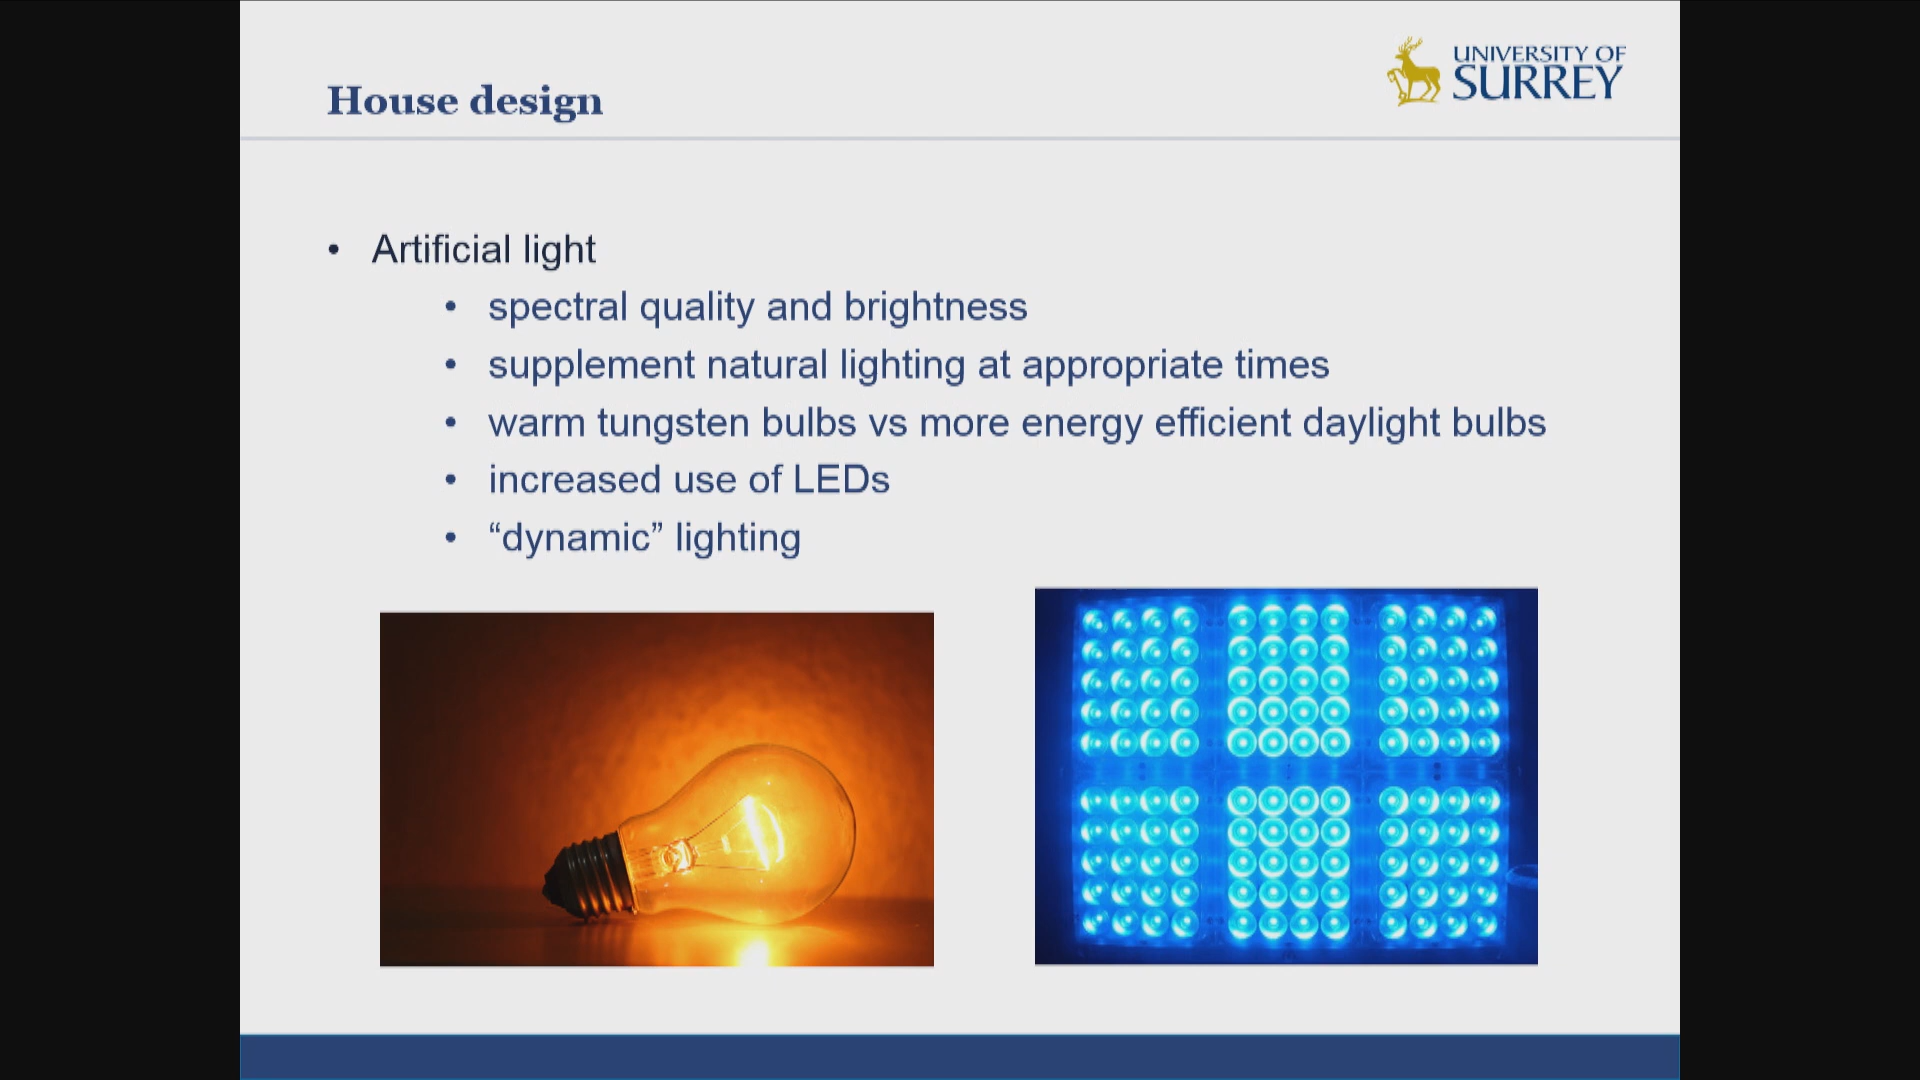 UNIVERSITY OF
SURREY
House design
• Artificial light
• spectral quality and brightness
• supplement natural lighting at appropriate times
• warm tungsten bulbs vs more energy efficient daylight bulbs
• increased use of LEDs
• “dynamic” lighting